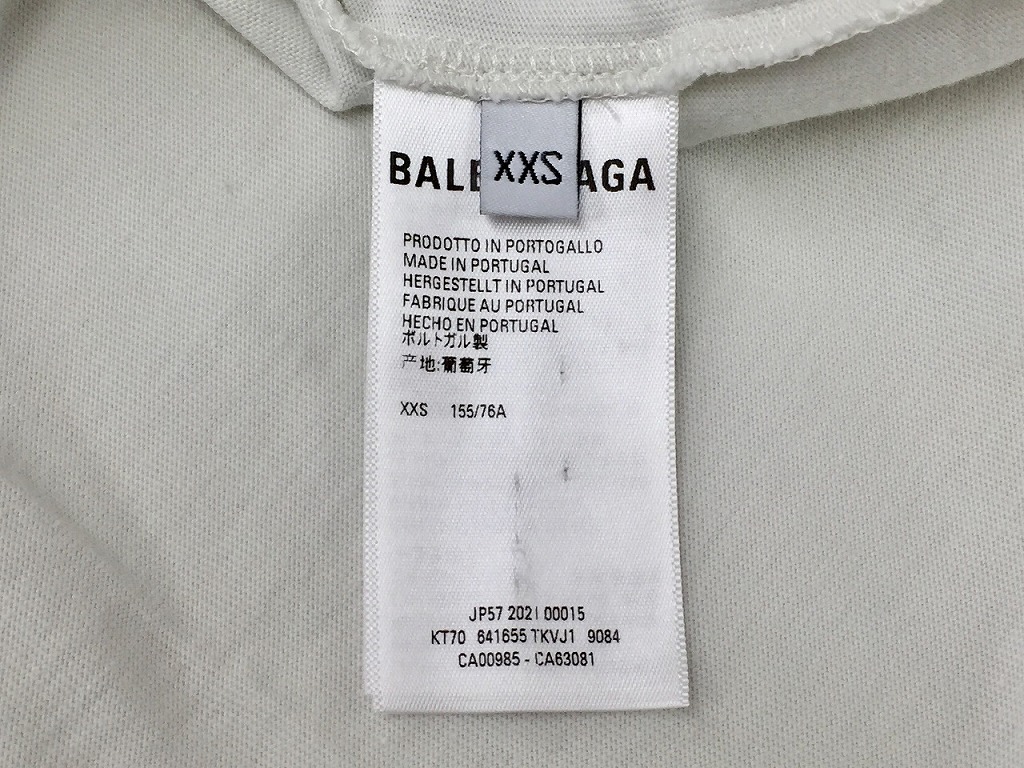 BALE AGA
XXS
PRODOTTO IN PORTOGALLO
MADE IN PORTUGAL
HERGESTELLT IN PORTUGAL
FABRIQUE AU PORTUGAL
HECHO EN PORTUGAL
ポルトガル製
产地:葡萄牙
XXS 155/76A
JP57 2021 00015
KT70 641655 TKVJ1 9084
CA00985 - CA63081